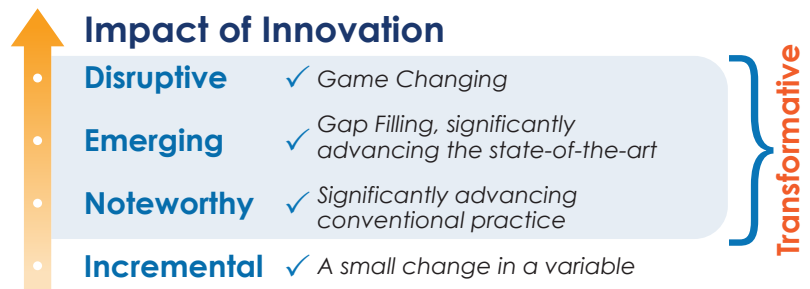 Impact of Innovation
Disruptive ✓ Game Changing
Emerging ✓ Gap Filling, significantly
advancing the state-of-the-art
Noteworthy ✓ Significantly advancing
conventional practice
Incremental ✓ A small change in a variable
Transformative